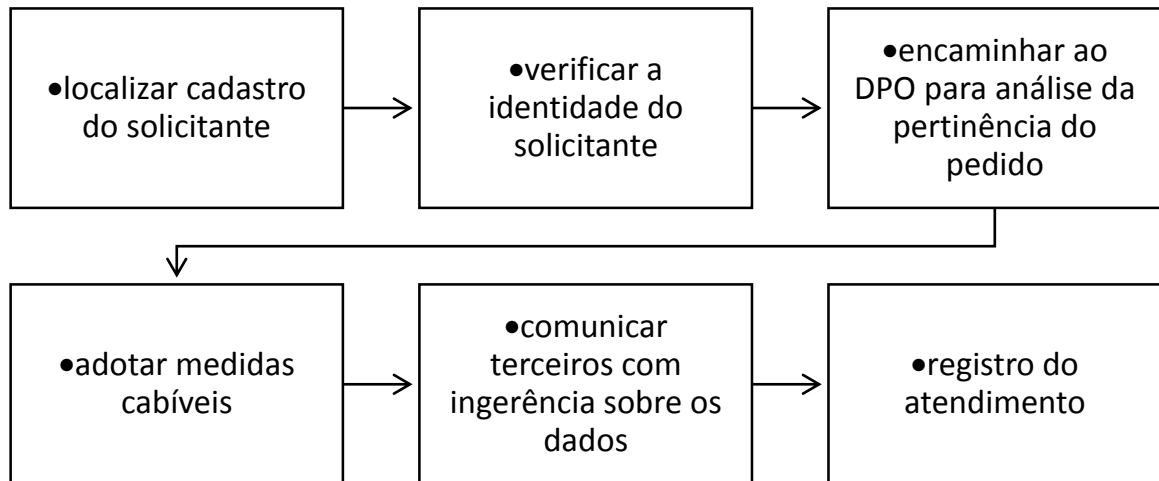 •localizar cadastro
do solicitante
•verificar a
identidade do
solicitante
•encaminhar ao
DPO para análise da
pertinência do
pedido
•adotar medidas
cabíveis
•comunicar
terceiros com
ingerência sobre os
dados
•registro do
atendimento